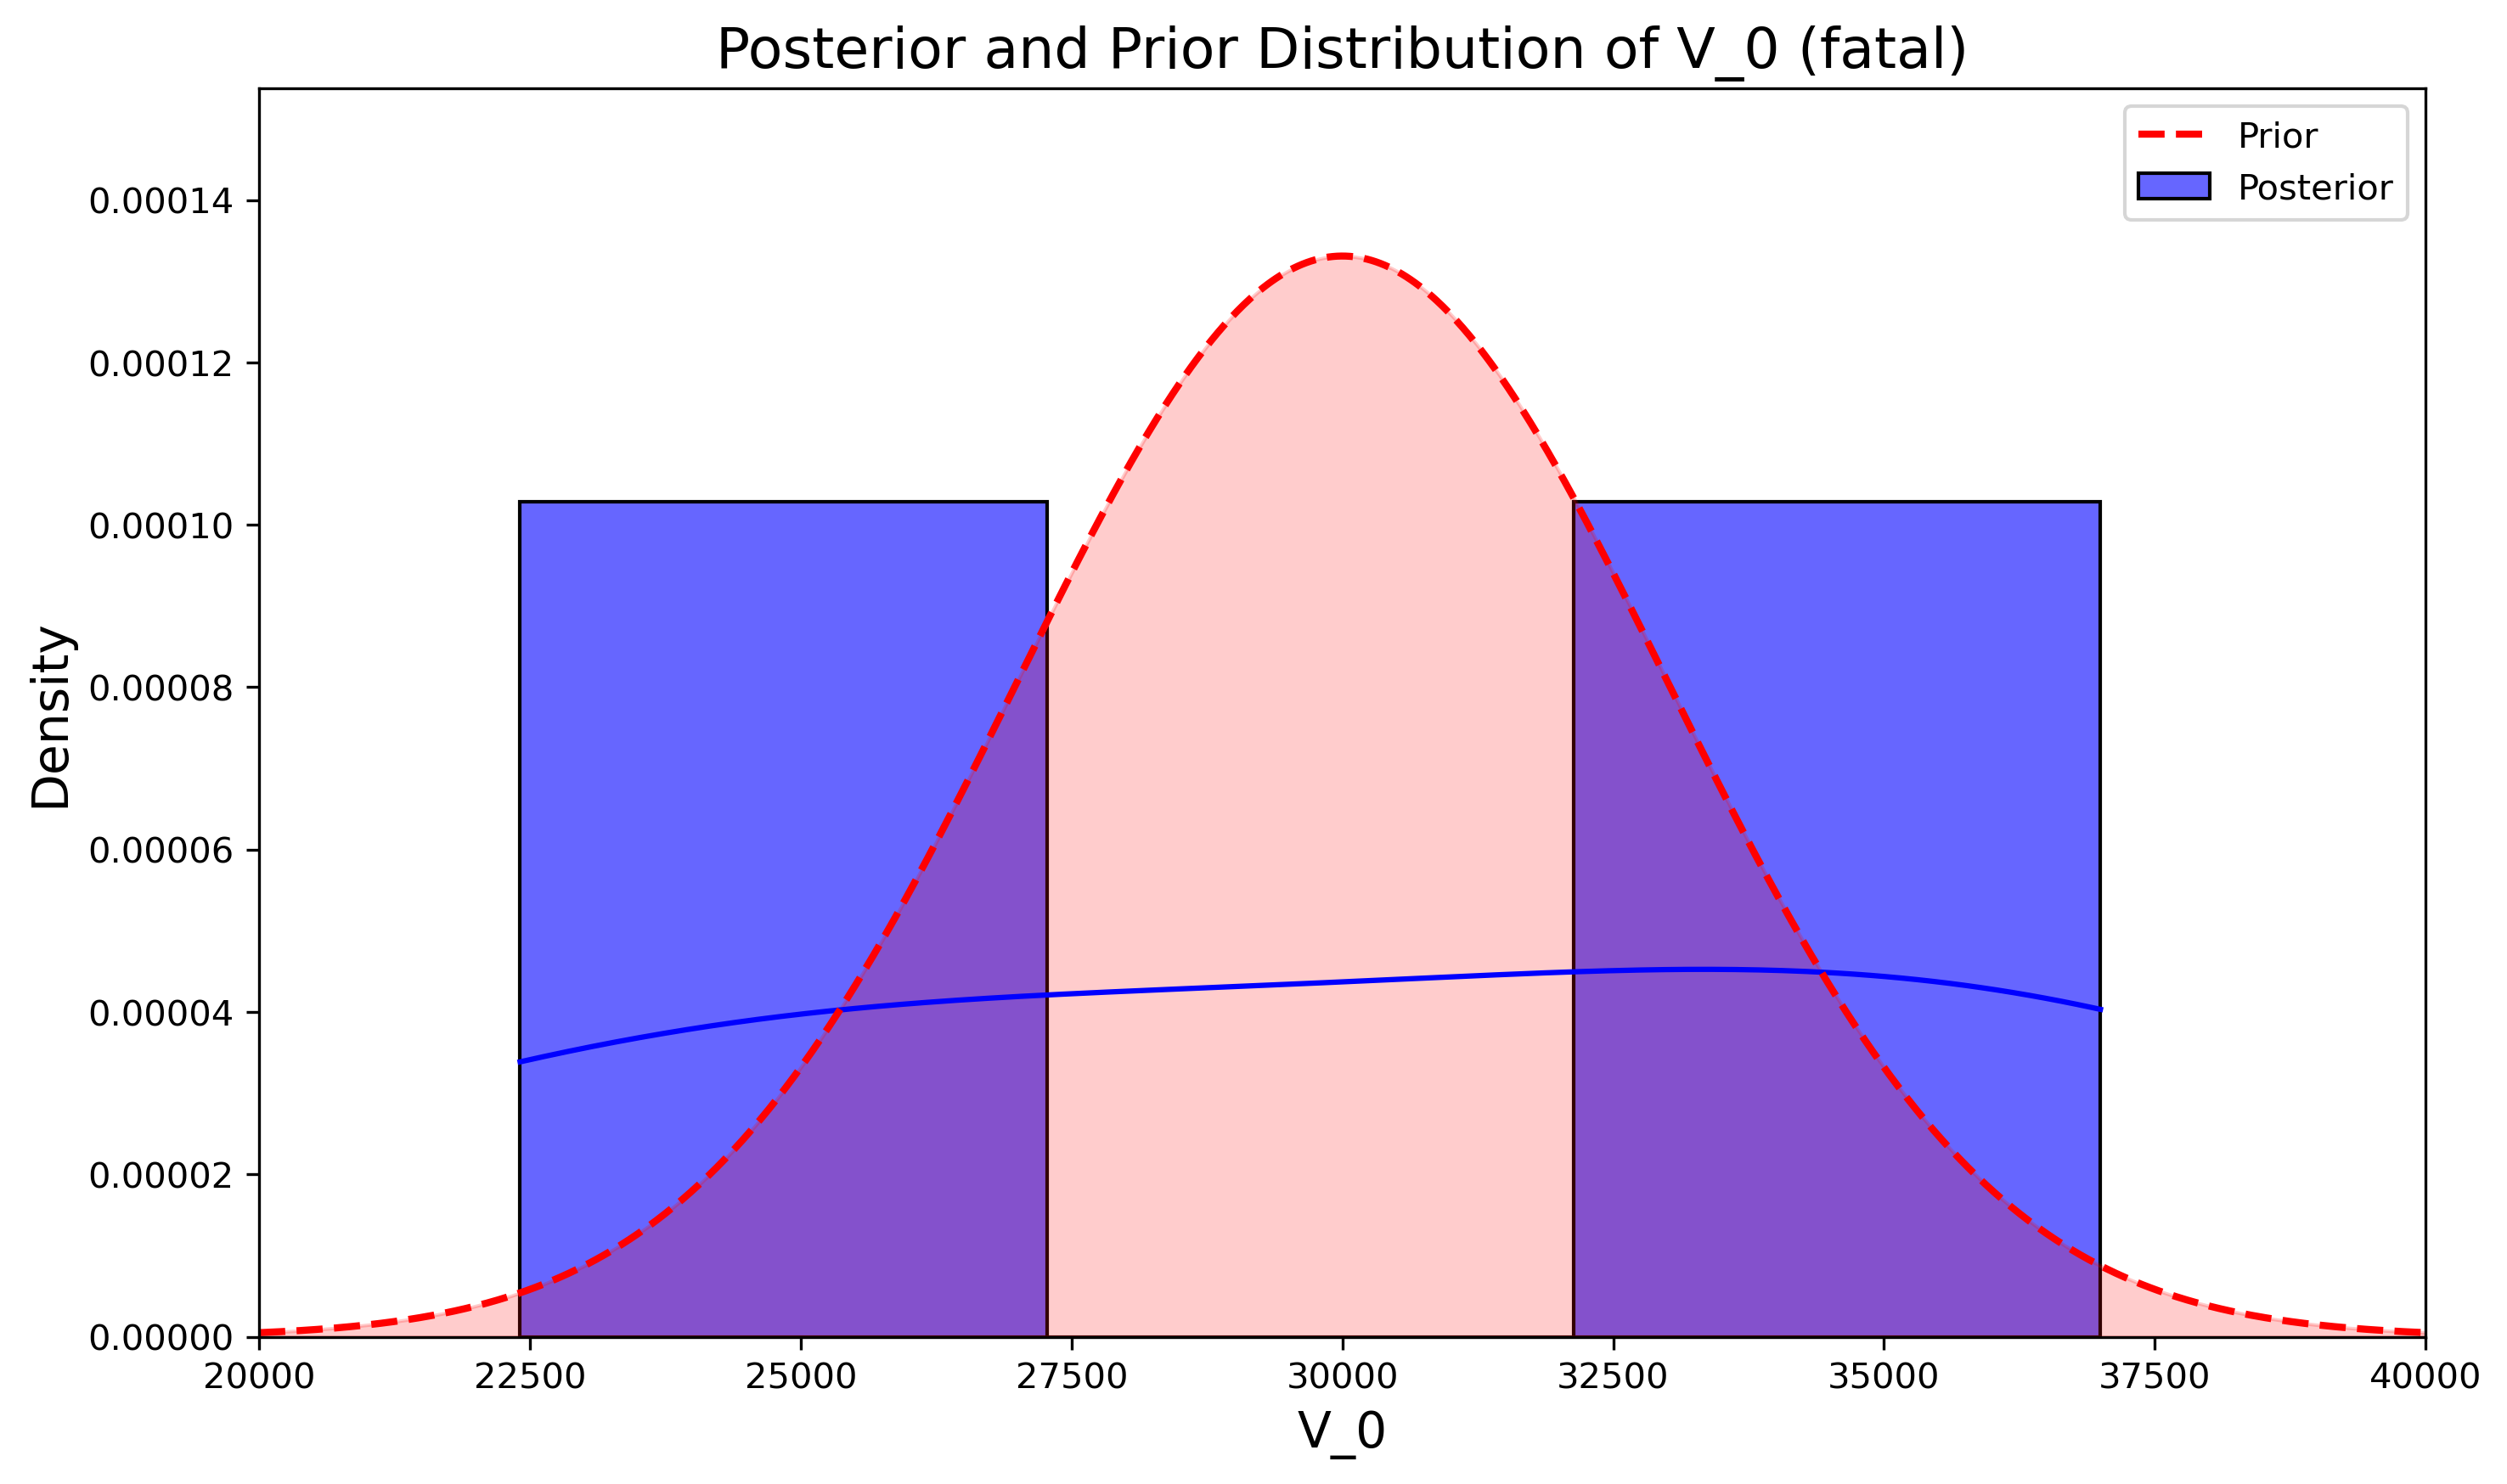 Posterior and Prior Distribution of V_0 (fatal)
Prior
Posterior
Density
0.00014
0.00012
0.00010
0.00008
0.00006
0.00004
0.00002
0.00000
20000 22500 25000 27500 30000 32500 35000 37500 40000
V_0